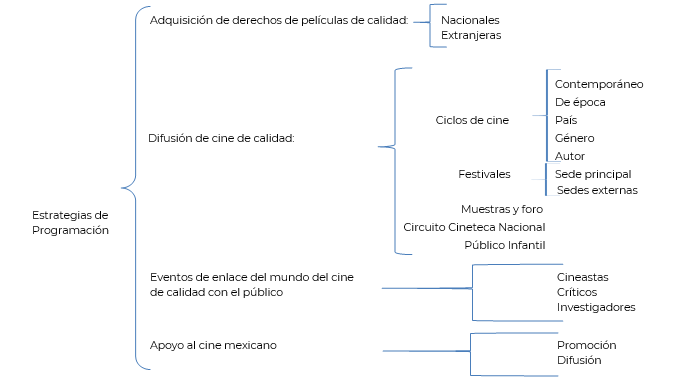 Adquisición de derechos de películas de calidad:
Nacionales
Extranjeras
Difusión de cine de calidad:
Ciclos de cine
Contemporáneo
De época
País
Género
Autor
Festivales
Sede principal
Sedes externas
Muestras y foro
Circuito Cineteca Nacional
Público Infantil
Estrategias de
Programación
Eventos de enlace del mundo del cine
de calidad con el público
Cineastas
Críticos
Investigadores
Apoyo al cine mexicano
Promoción
Difusión